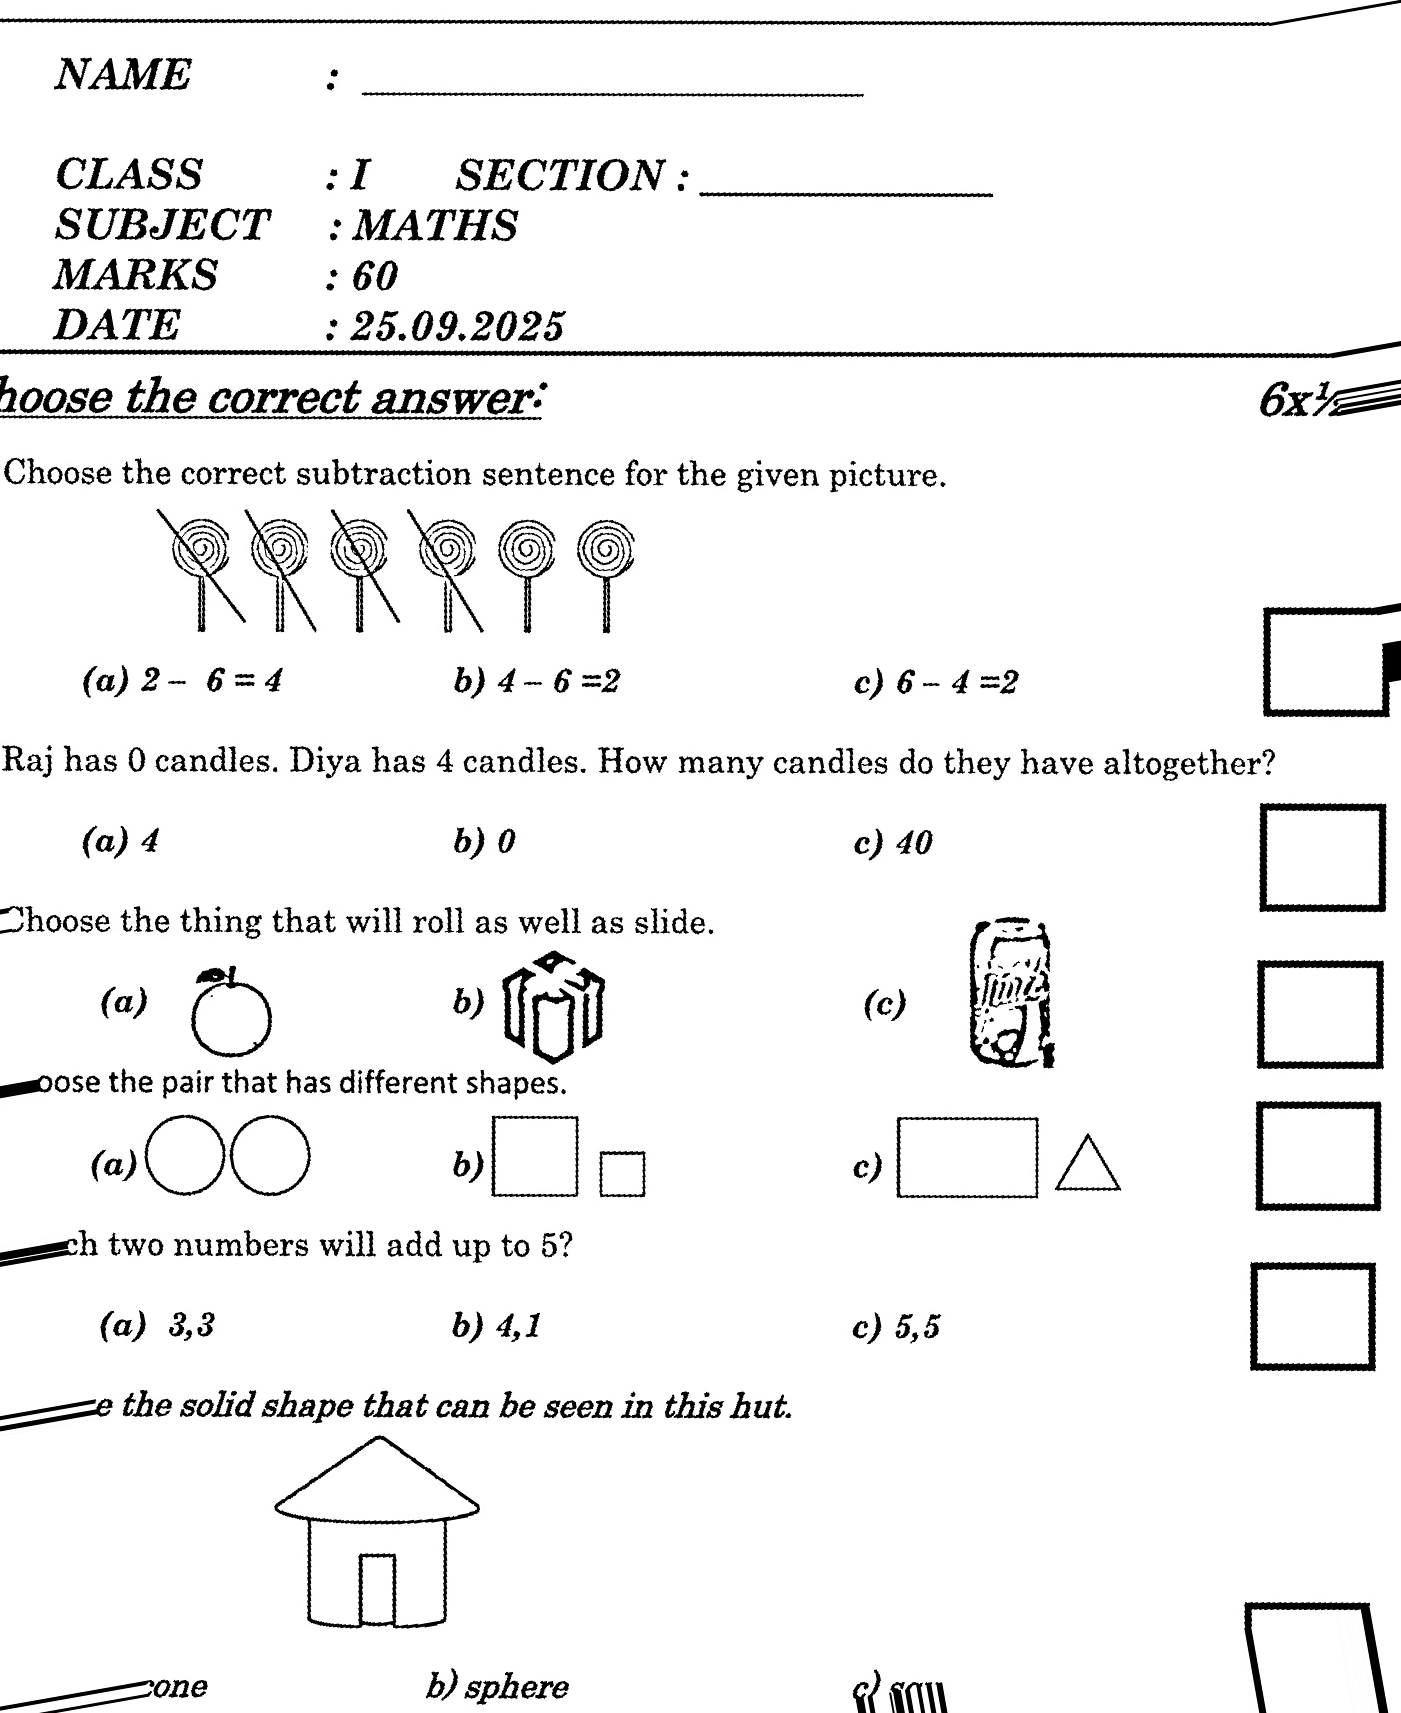 NAME : 
CLASS : I SECTION :
SUBJECT : MATHS
MARKS : 60
DATE : 25.09.2025
hoose the correct answer: 6x½
Choose the correct subtraction sentence for the given picture.
(a) 2 – 6 = 4 b) 4 – 6 =2 c) 6 – 4 =2
Raj has 0 candles. Diya has 4 candles. How many candles do they have altogether?
(a) 4 b) 0 c) 40
Choose the thing that will roll as well as slide.
(a) b) (c)
oose the pair that has different shapes.
(a) b) c)
ch two numbers will add up to 5?
(a) 3,3 b) 4,1 c) 5,5
e the solid shape that can be seen in this hut.
cone b) sphere c)